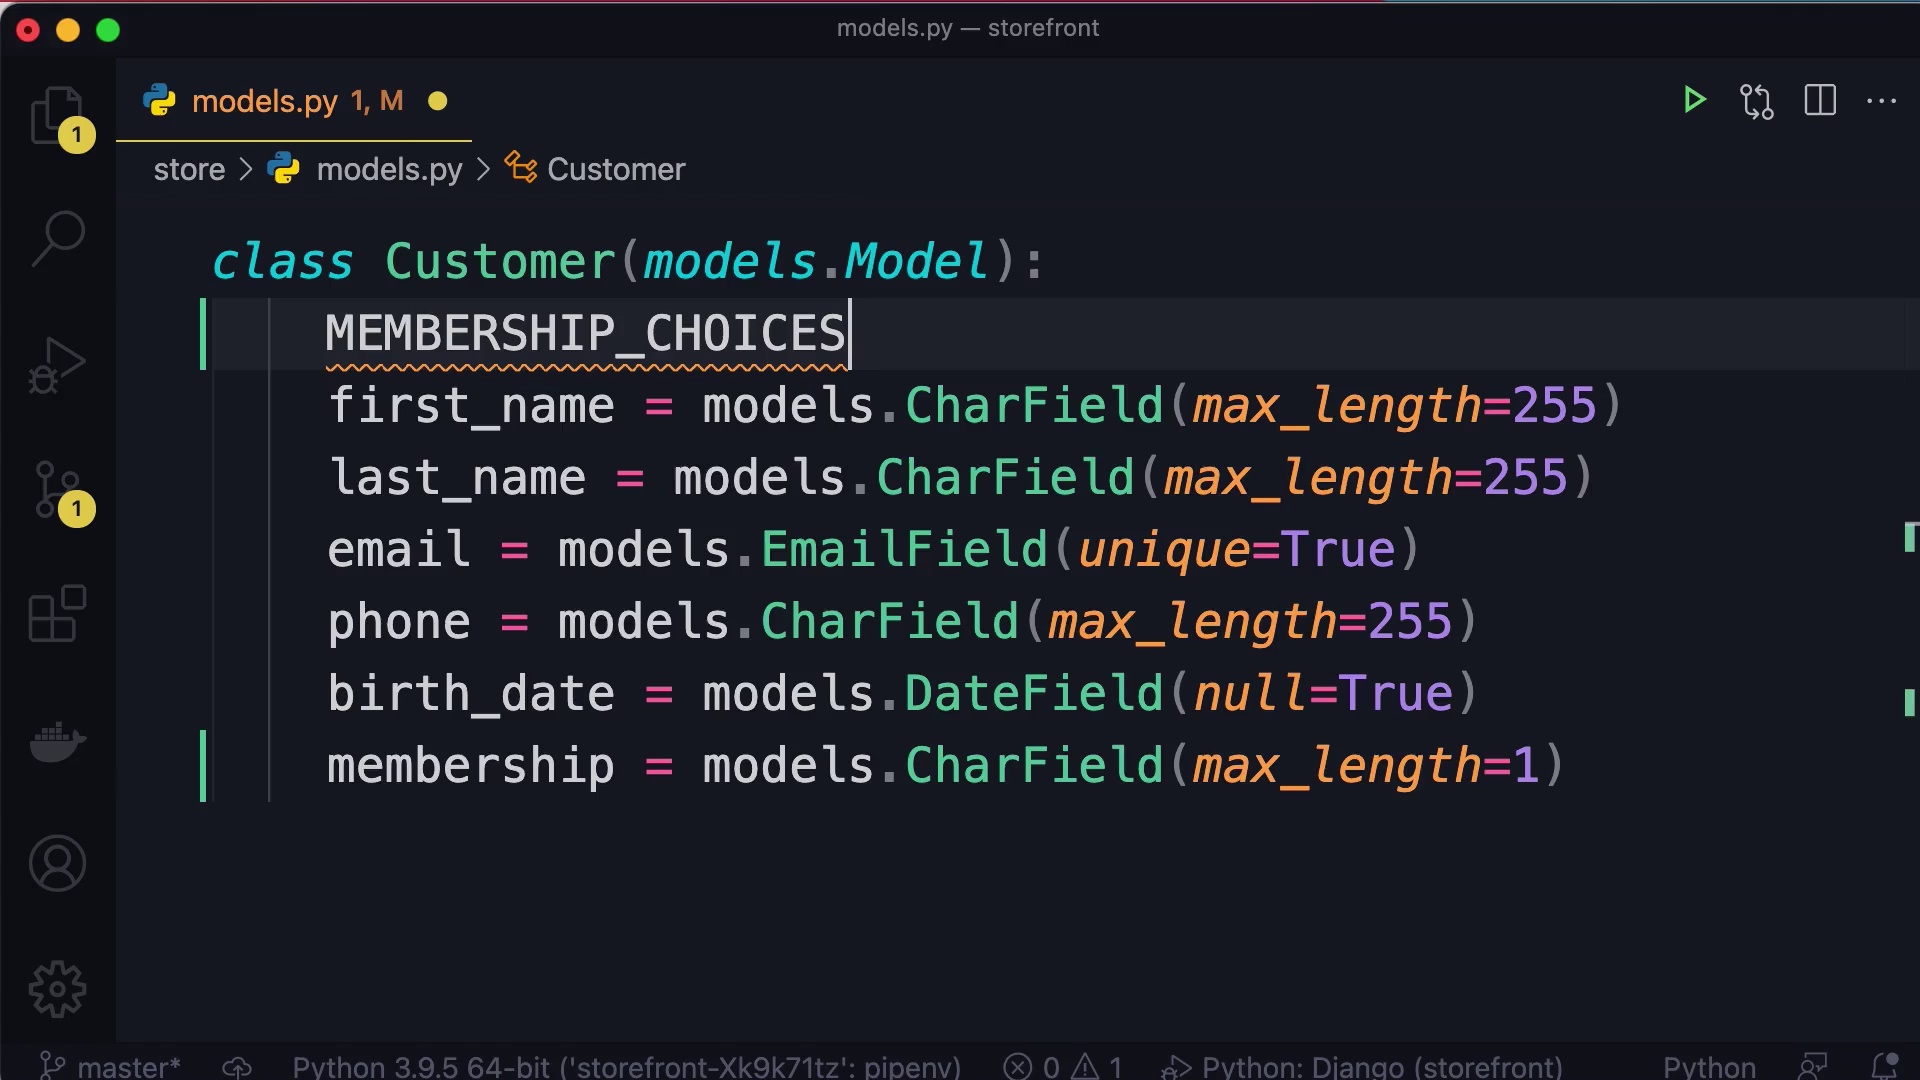 models.py — storefront
models.py 1, M
1
store > models.py > Customer
class Customer(models.Model):
MEMBERSHIP_CHOICES
first_name = models.CharField(max_length=255)
last_name = models.CharField(max_length=255)
email = models.EmailField(unique=True)
1
phone = models.CharField(max_length=255)
birth_date = models.DateField(null=True)
membership = models.CharField(max_length=1)
master* Python 3.9.5 64-bit ('storefront-Xk9k71tz': pipenv) 0 1 Python: Django (storefront) Python